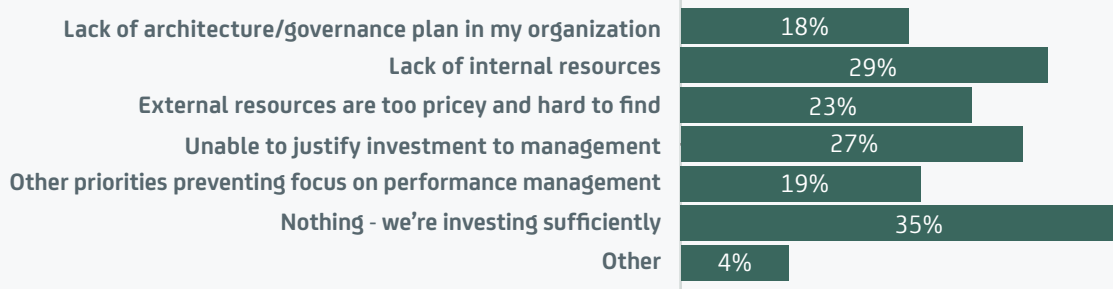 Lack of architecture/governance plan in my organization 18%
Lack of internal resources 29%
External resources are too pricey and hard to find 23%
Unable to justify investment to management 27%
Other priorities preventing focus on performance management 19%
Nothing - we're investing sufficiently 35%
Other 4%